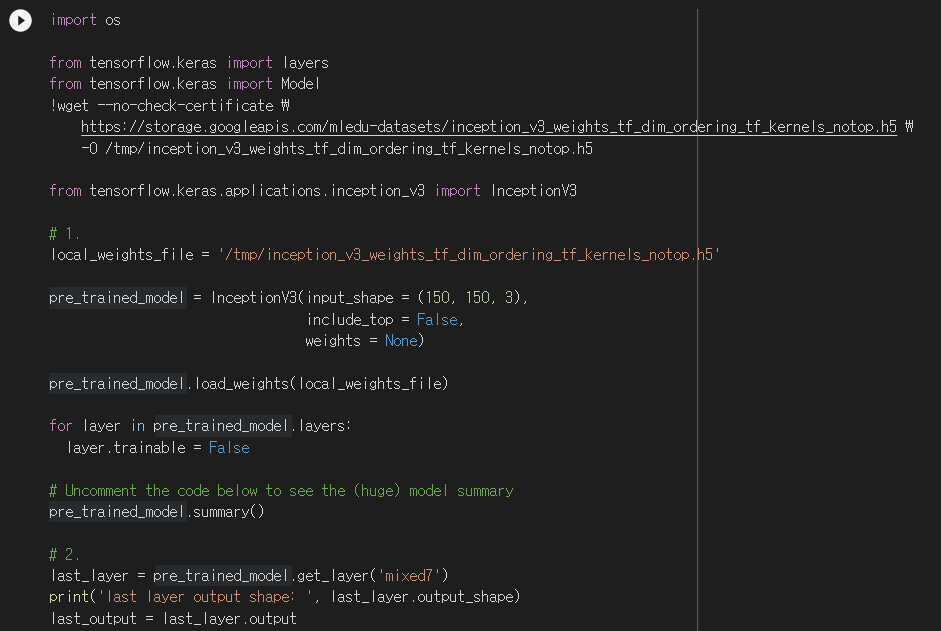 import os
from tensorflow.keras import layers
from tensorflow.keras import Model
!wget --no-check-certificate ₩
https://storage.googleapis.com/mledu-datasets/inception_v3_weights_tf_dim_ordering_tf_kernels_notop.h5 ₩
-O /tmp/inception_v3_weights_tf_dim_ordering_tf_kernels_notop.h5
from tensorflow.keras.applications.inception_v3 import InceptionV3
# 1.
local_weights_file = '/tmp/inception_v3_weights_tf_dim_ordering_tf_kernels_notop.h5'
pre_trained_model = InceptionV3(input_shape = (150, 150, 3),
include_top = False,
weights = None)
pre_trained_model.load_weights(local_weights_file)
for layer in pre_trained_model.layers:
layer.trainable = False
# Uncomment the code below to see the (huge) model summary
pre_trained_model.summary()
# 2.
last_layer = pre_trained_model.get_layer('mixed7')
print('last layer output shape: ', last_layer.output_shape)
last_output = last_layer.output